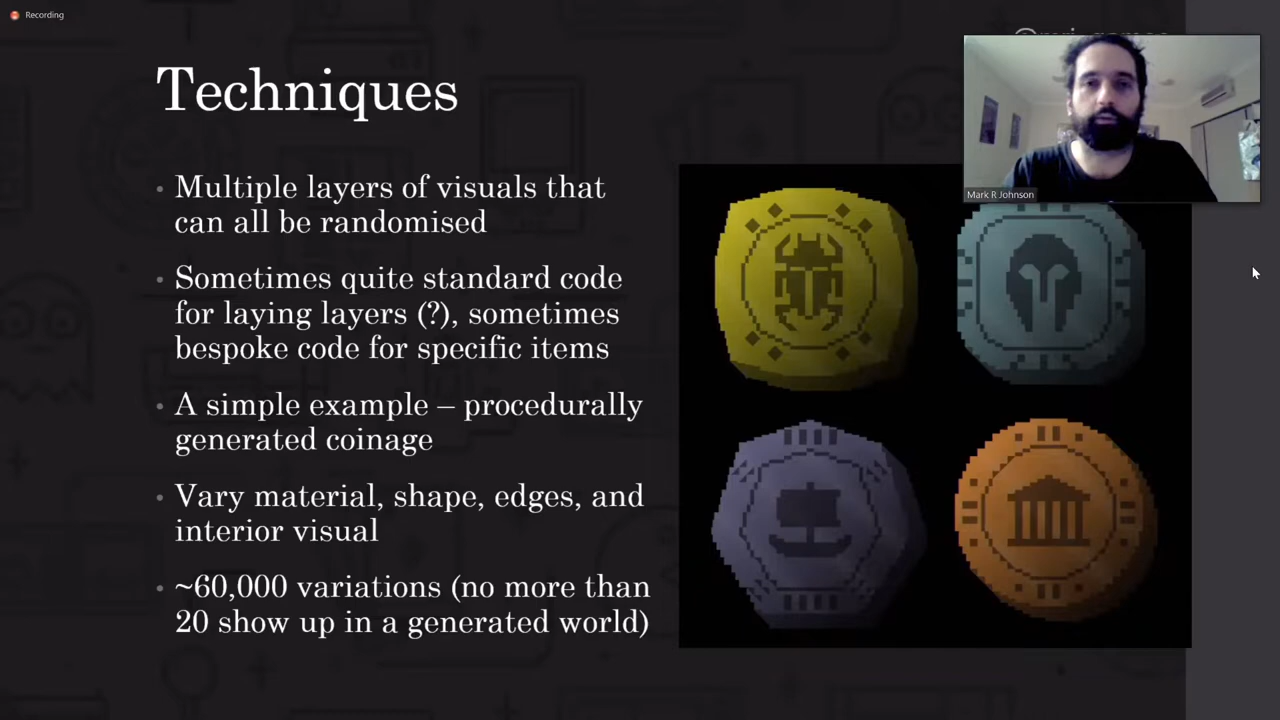 Recording
Techniques
Mark R Johnson
• Multiple layers of visuals that
can all be randomised
• Sometimes quite standard code
for laying layers (?), sometimes
bespoke code for specific items
• A simple example – procedurally
generated coinage
• Vary material, shape, edges, and
interior visual
• ~60,000 variations (no more than
20 show up in a generated world)